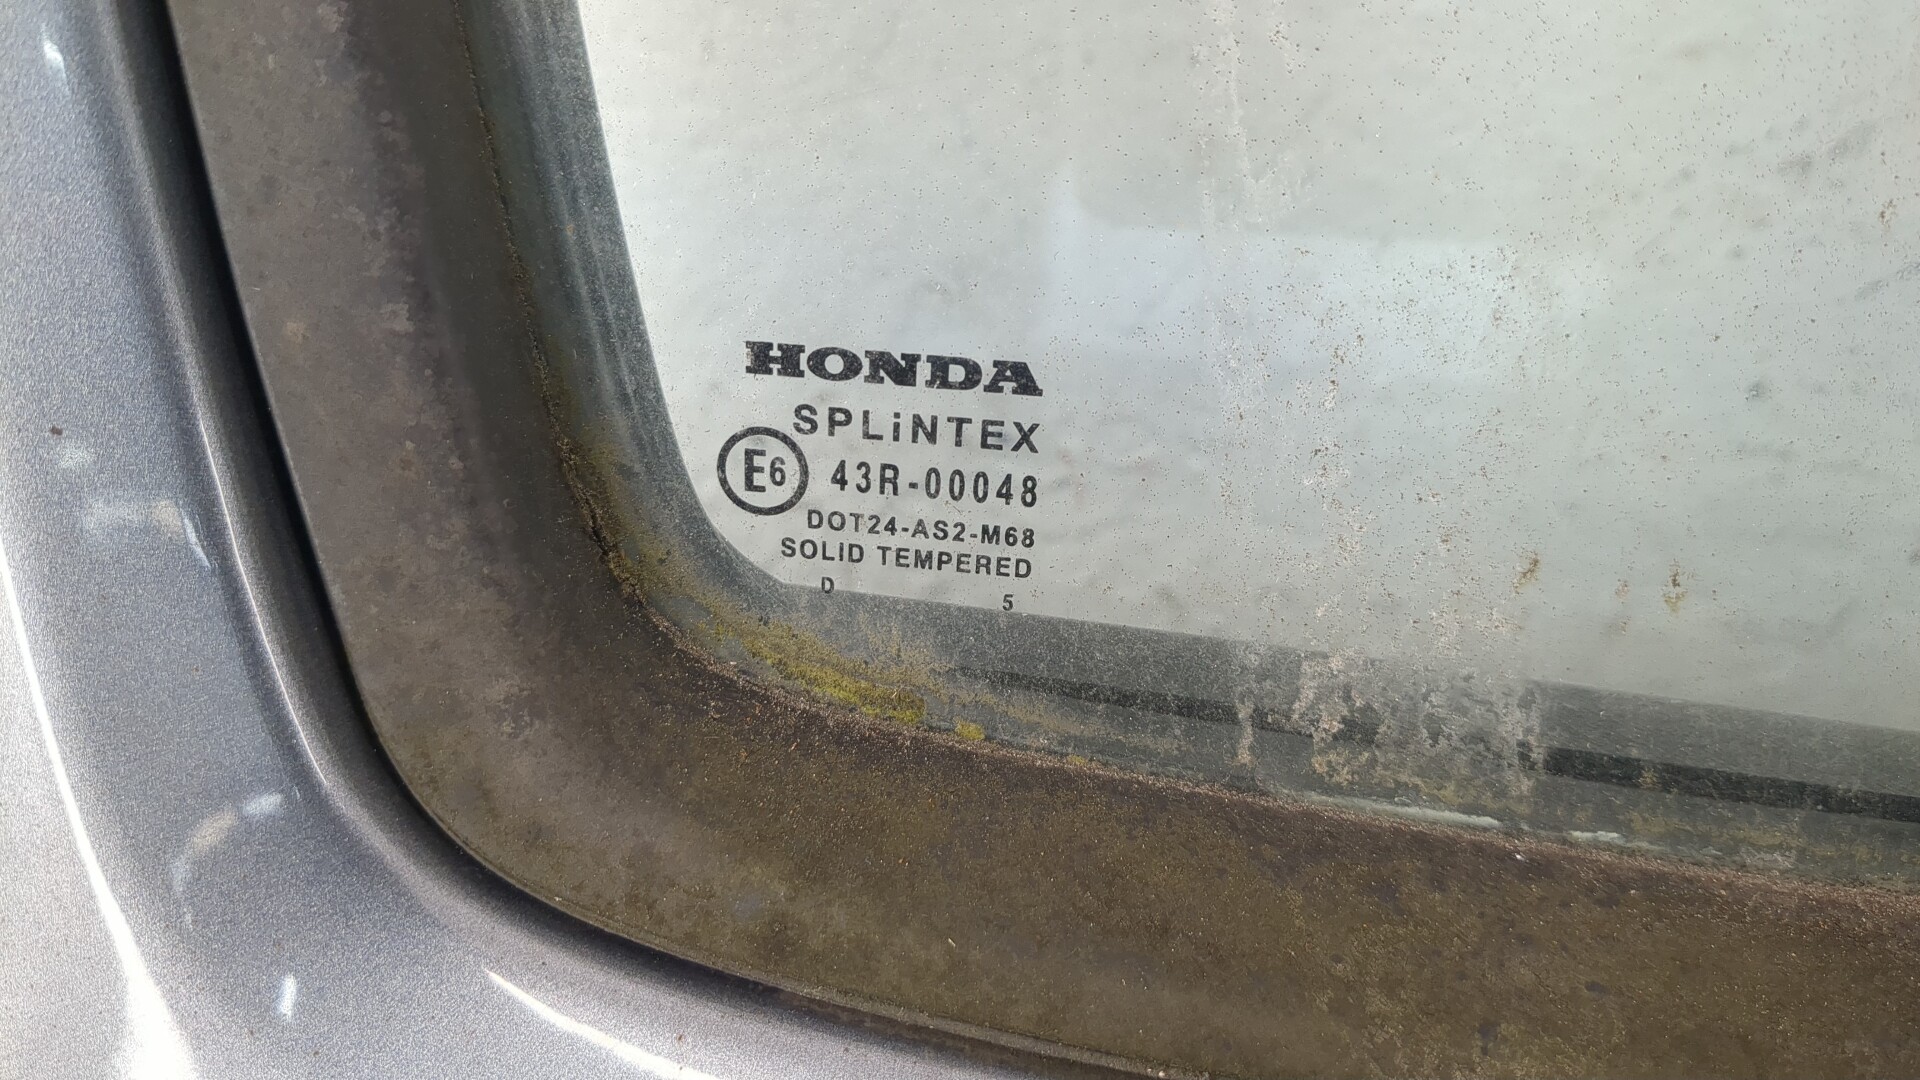 HONDA
SPLiNTEX
E6 43R-00048
DOT24-AS2-M68
SOLID TEMPERED
D 5